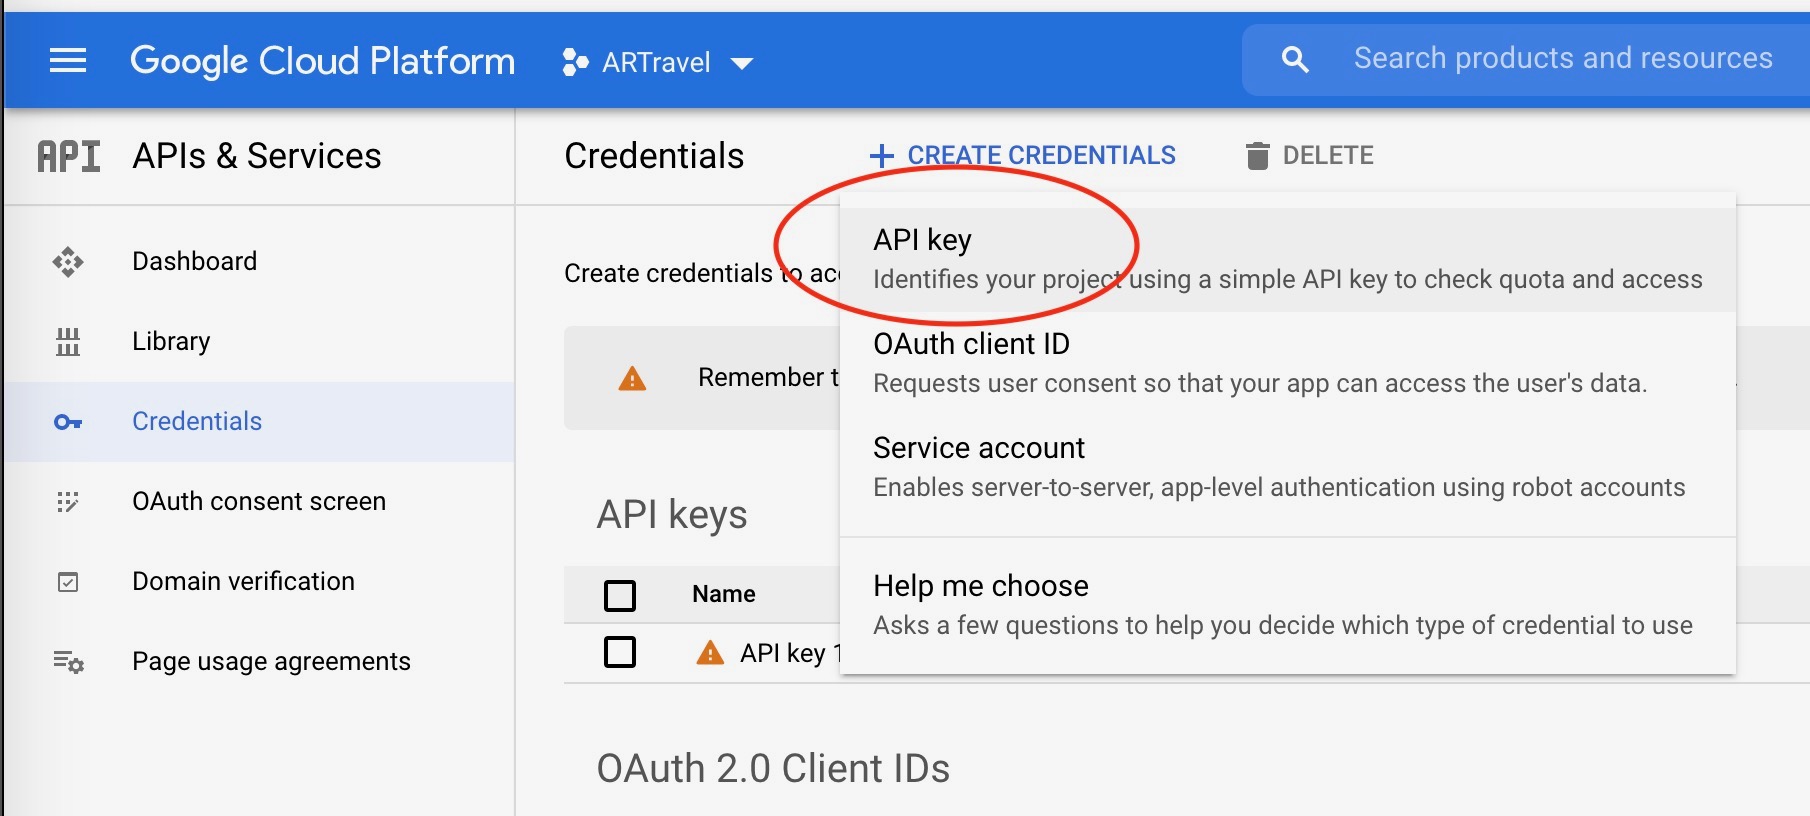 Google Cloud Platform
ARTravel
Search products and resources
API APIs & Services
Credentials
CREATE CREDENTIALS
DELETE
Dashboard
Library
Credentials
OAuth consent screen
Domain verification
Page usage agreements
Create credentials to
API key
Identifies your project using a simple API key to check quota and access
OAuth client ID
Requests user consent so that your app can access the user's data.
Service account
Enables server-to-server, app-level authentication using robot accounts
Help me choose
Asks a few questions to help you decide which type of credential to use
Remember
API keys
Name
API key 1
OAuth 2.0 Client IDs